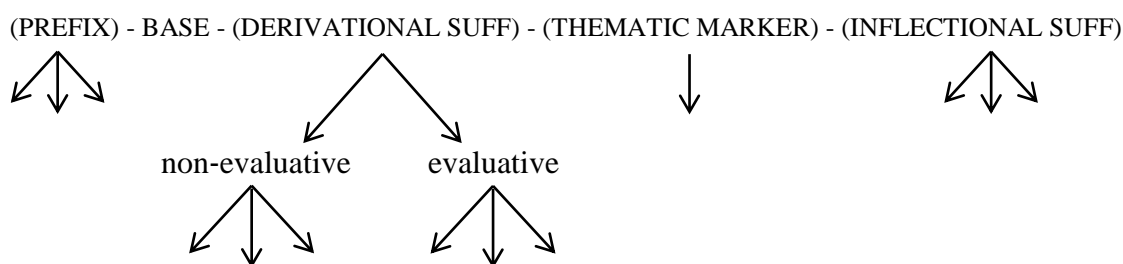 (PREFIX) - BASE - (DERIVATIONAL SUFF) - (THEMATIC MARKER) - (INFLECTIONAL SUFF)
non-evaluative evaluative